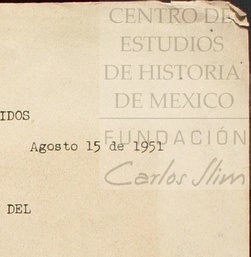 CENTRO DE
ESTUDIOS
DE HISTORIA
DE MEXICO
FUNDACIÓN
Carlos Slim
IDOS
Agosto 15 de 1951
DEL